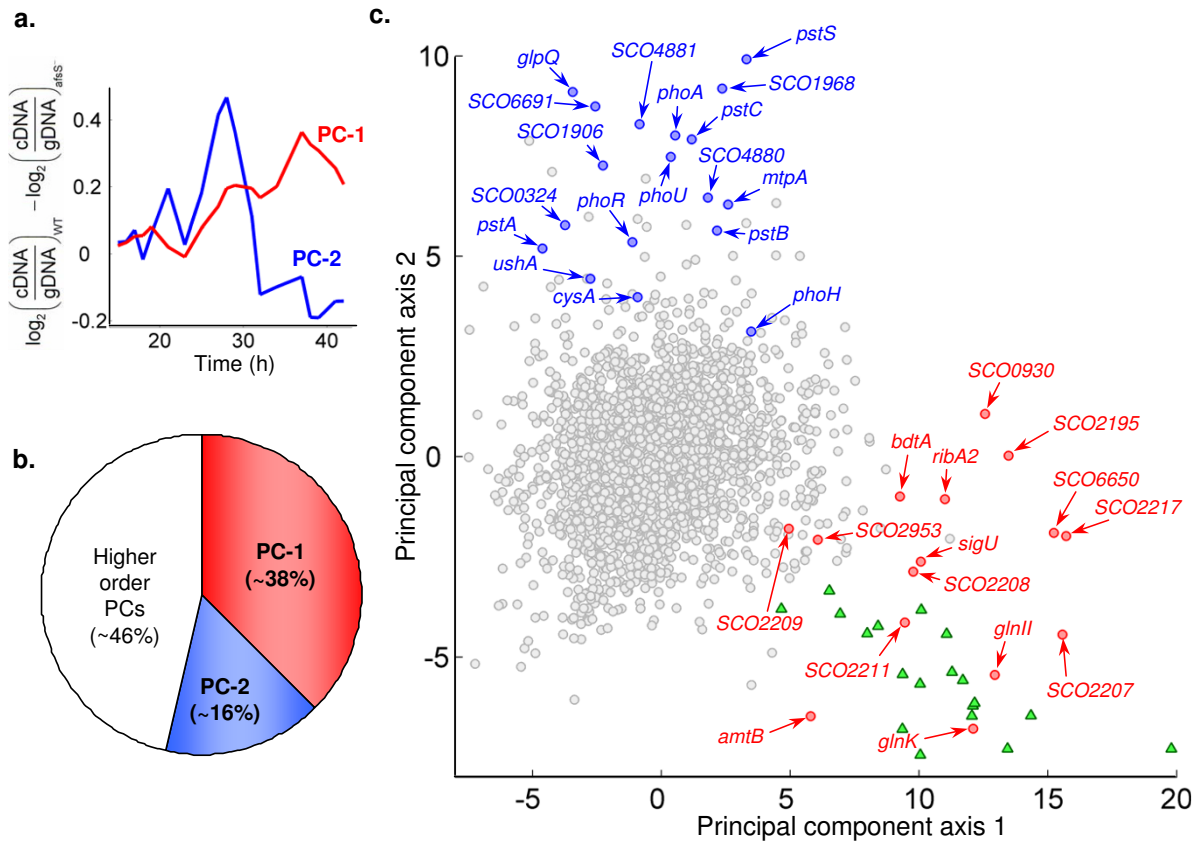 a.
log2 (cDNA/gDNA)WT – log2 (cDNA/gDNA)afsS-
0.4
0.2
0
-0.2
PC-1
PC-2
20
30
40
Time (h)
b.
Higher
order
PCs
(~46%)
PC-1
(~38%)
PC-2
(~16%)
c.
10
5
0
-5
Principal component axis 2
-5
0
5
10
15
20
Principal component axis 1
pstS
glpQ
SCO4881
SCO1968
SCO6691
phoA
pstC
SCO1906
SCO4880
mtpA
SCO0324
phoR
phoU
pstA
pstB
ushA
cysA
phoH
SCO0930
bdtA
ribA2
SCO2195
SCO6650
SCO2217
SCO2953
sigU
SCO2208
SCO2209
SCO2211
glnII
SCO2207
amtB
glnK